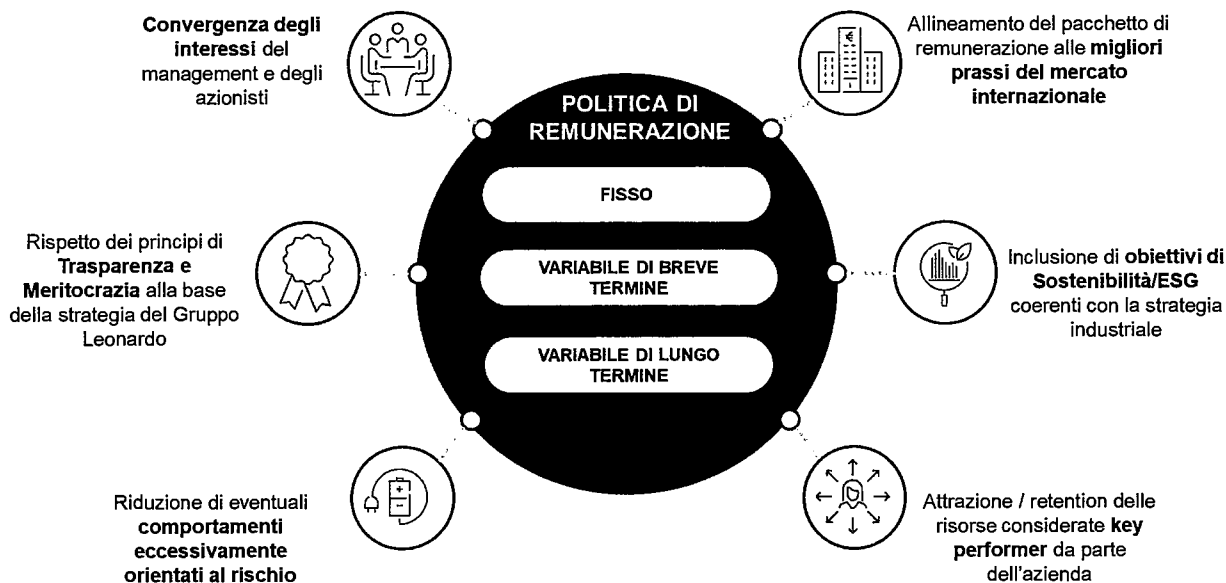 Convergenza degli
interessi del
management e degli
azionisti
Allineamento del pacchetto di
remunerazione alle migliori
prassi del mercato
internazionale
POLITICA DI
REMUNERAZIONE
FISSO
VARIABILE DI BREVE
TERMINE
VARIABILE DI LUNGO
TERMINE
Rispetto dei principi di
Trasparenza e
Meritocrazia alla base
della strategia del Gruppo
Leonardo
Inclusione di obiettivi di
Sostenibilità/ESG
coerenti con la strategia
industriale
Riduzione di eventuali
comportamenti
eccessivamente
orientati al rischio
Attrazione / retention delle
risorse considerate key
performer da parte
dell'azienda